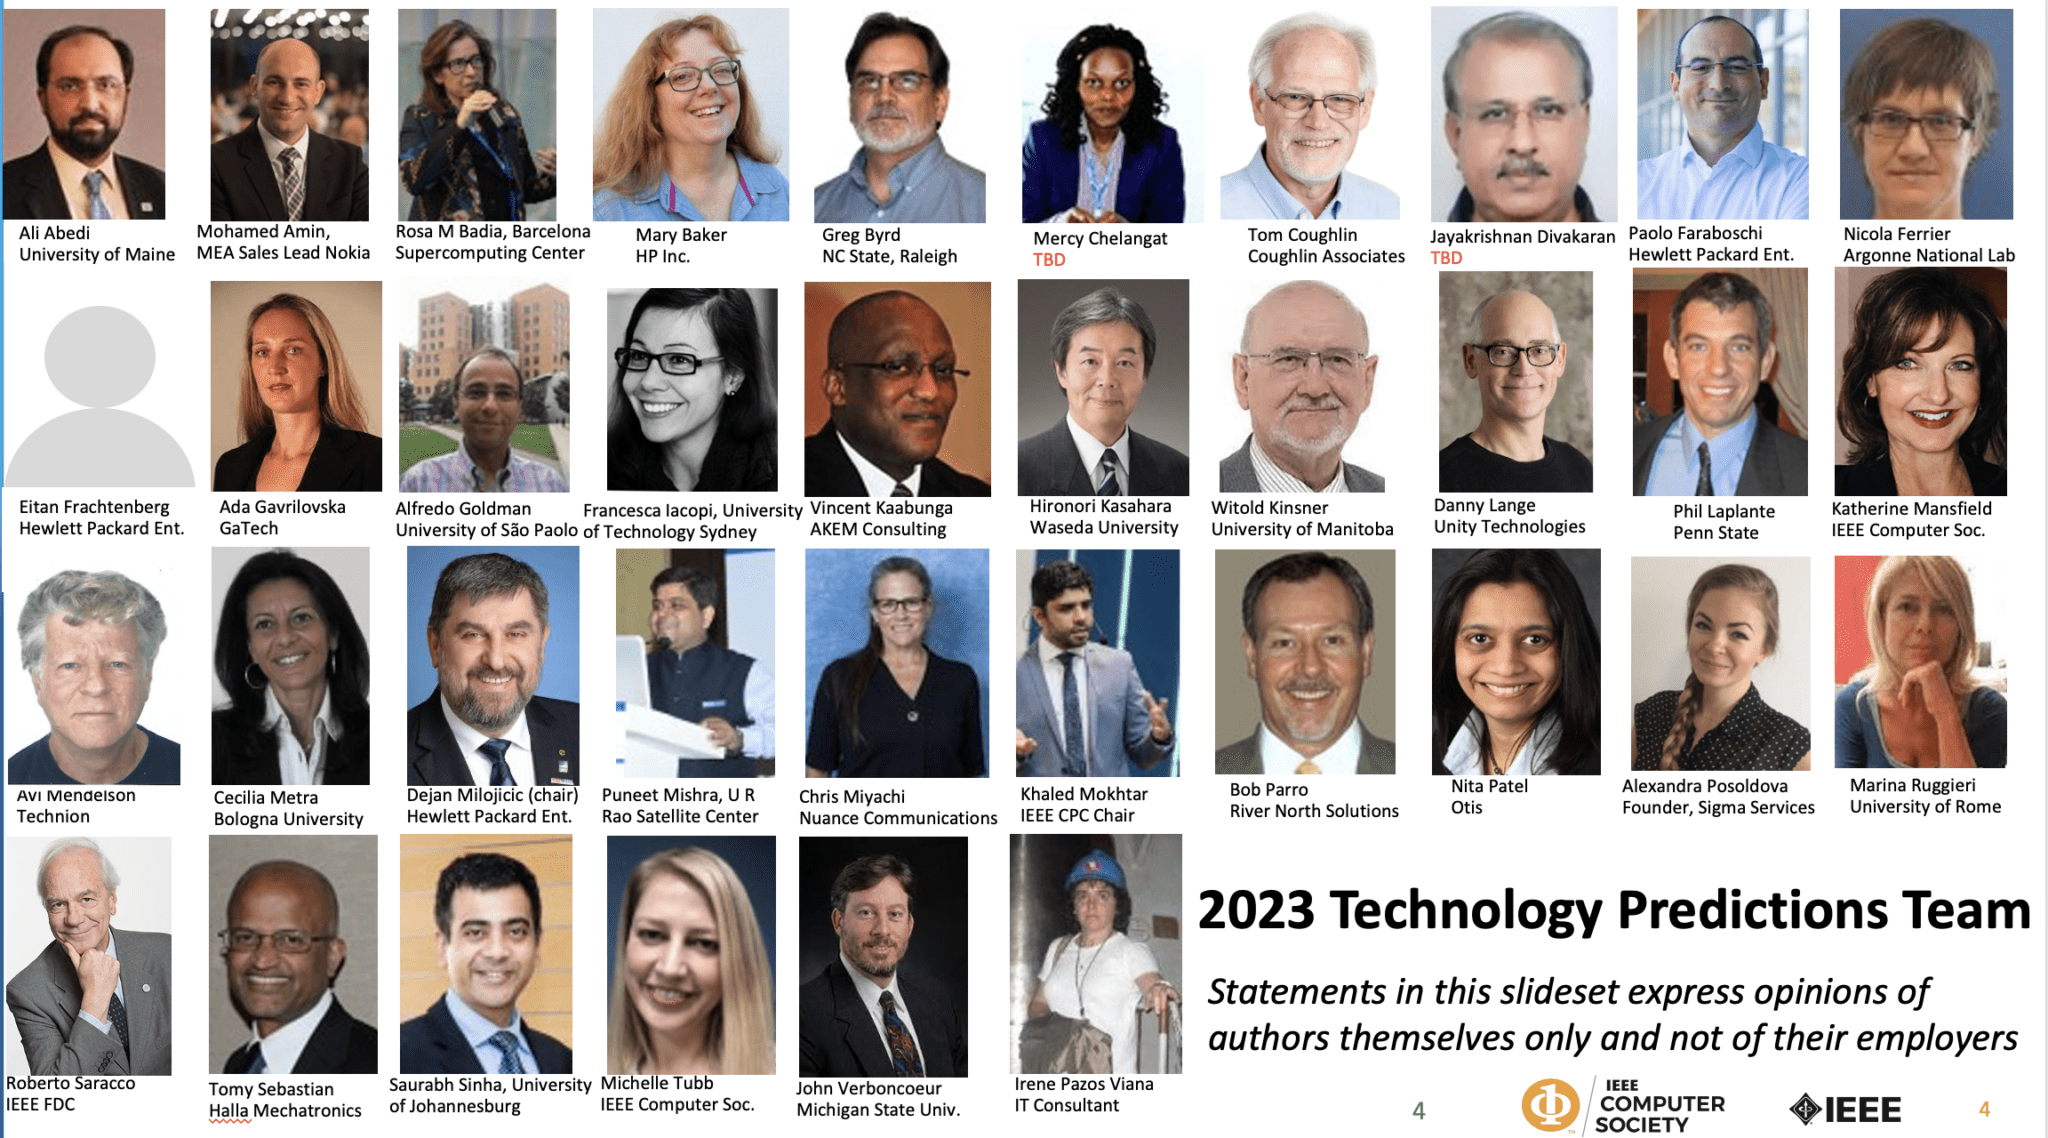 Ali Abedi
University of Maine
Mohamed Amin,
MEA Sales Lead Nokia
Rosa M Badia, Barcelona
Supercomputing Center
Mary Baker
HP Inc.
Greg Byrd
NC State, Raleigh
Mercy Chelangat
TBD
Tom Coughlin
Coughlin Associates
Jayakrishnan Divakaran
TBD
Paolo Faraboschi
Hewlett Packard Ent.
Nicola Ferrier
Argonne National Lab
Eitan Frachtenberg
Hewlett Packard Ent.
Ada Gavrilovska
GaTech
Alfredo Goldman
University of São Paolo
Francesca Iacopi, University
of Technology Sydney
Vincent Kaabunga
AKEM Consulting
Hironori Kasahara
Waseda University
Witold Kinsner
University of Manitoba
Danny Lange
Unity Technologies
Phil Laplante
Penn State
Katherine Mansfield
IEEE Computer Soc.
Avi Mendelson
Technion
Cecilia Metra
Bologna University
Dejan Milojicic (chair)
Hewlett Packard Ent.
Puneet Mishra, U R
Rao Satellite Center
Chris Miyachi
Nuance Communications
Khaled Mokhtar
IEEE CPC Chair
Bob Parro
River North Solutions
Nita Patel
Otis
Alexandra Posoldova
Founder, Sigma Services
Marina Ruggieri
University of Rome
Roberto Saracco
IEEE FDC
Tomy Sebastian
Halla Mechatronics
Saurabh Sinha, University
of Johannesburg
Michelle Tubb
IEEE Computer Soc.
John Verboncoeur
Michigan State Univ.
Irene Pazos Viana
IT Consultant
2023 Technology Predictions Team
Statements in this slideset express opinions of
authors themselves only and not of their employers
4
IEEE
COMPUTER
SOCIETY
TM
IEEE
4